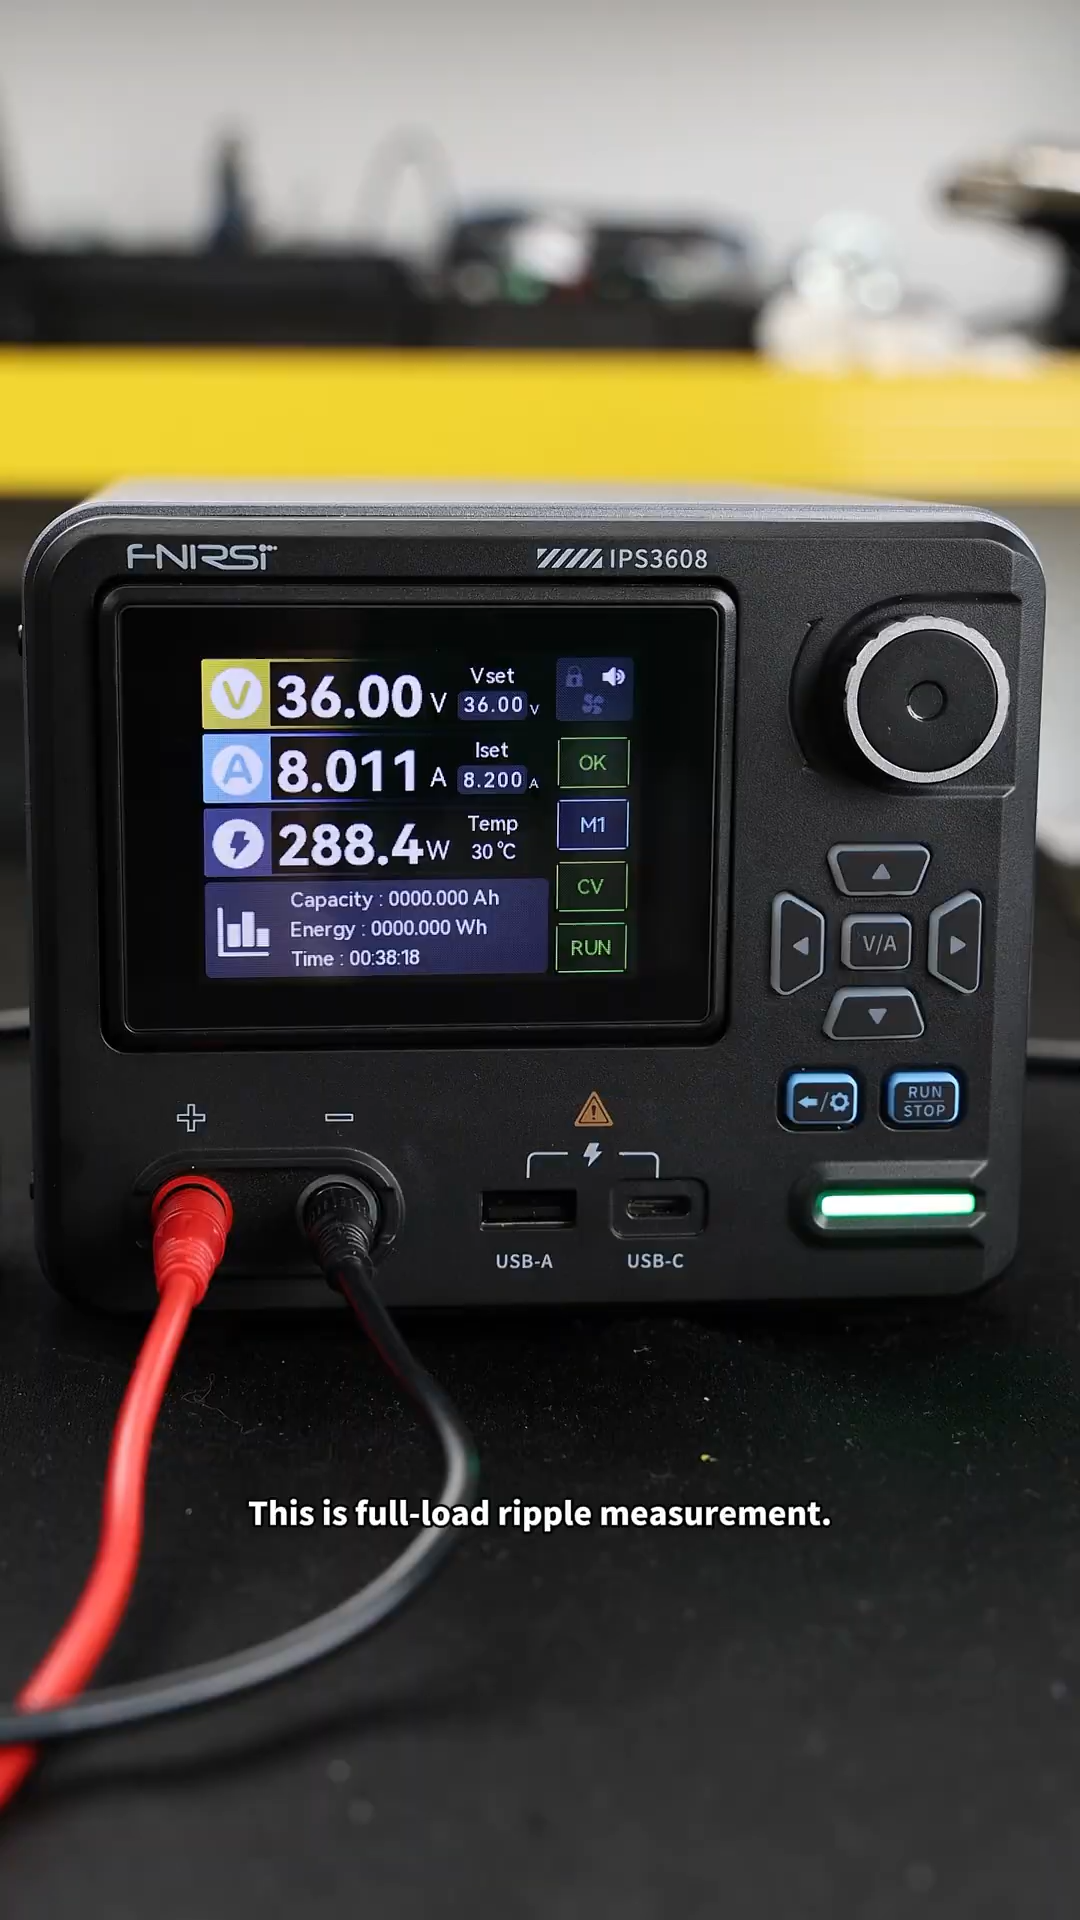 FNIRSI
IPS3608
V 36.00 V
Vset
36.00 V
A 8.011 A
Iset
8.200 A
288.4W
Temp
30 °C
Capacity : 0000.000 Ah
Energy : 0000.000 Wh
Time : 00:38:18
OK
M1
CV
RUN
V/A
RUN
STOP
USB-A
USB-C
This is full-load ripple measurement.